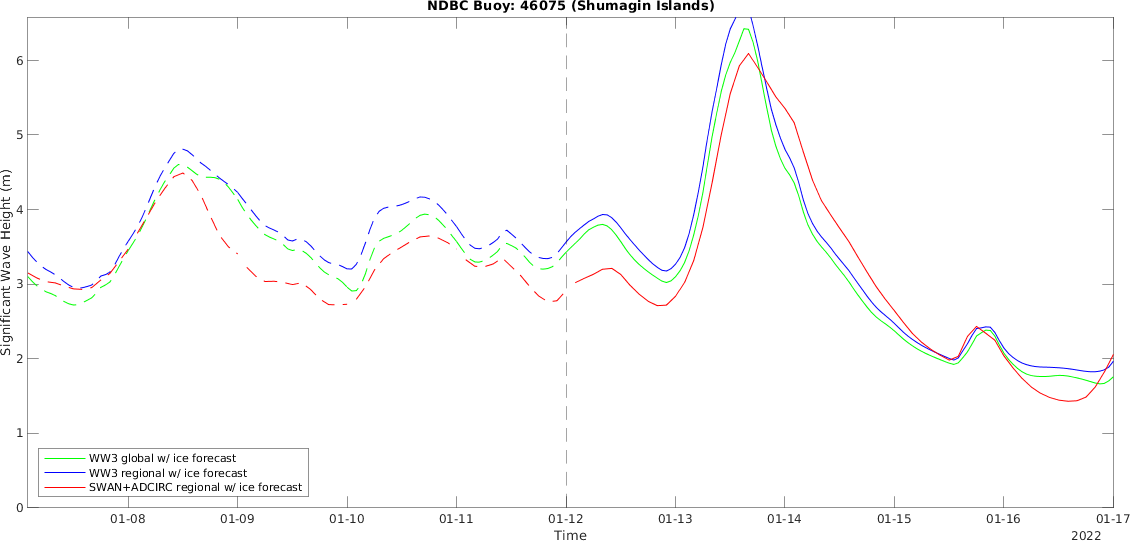 NDBC Buoy: 46075 (Shumagin Islands)
Significant Wave Height (m)
6
5
4
3
2
1
0
WW3 global w/ ice forecast
WW3 regional w/ ice forecast
SWAN+ADCIRC regional w/ ice forecast
01-08 01-09 01-10 01-11 01-12 01-13 01-14 01-15 01-16 01-17
Time
2022